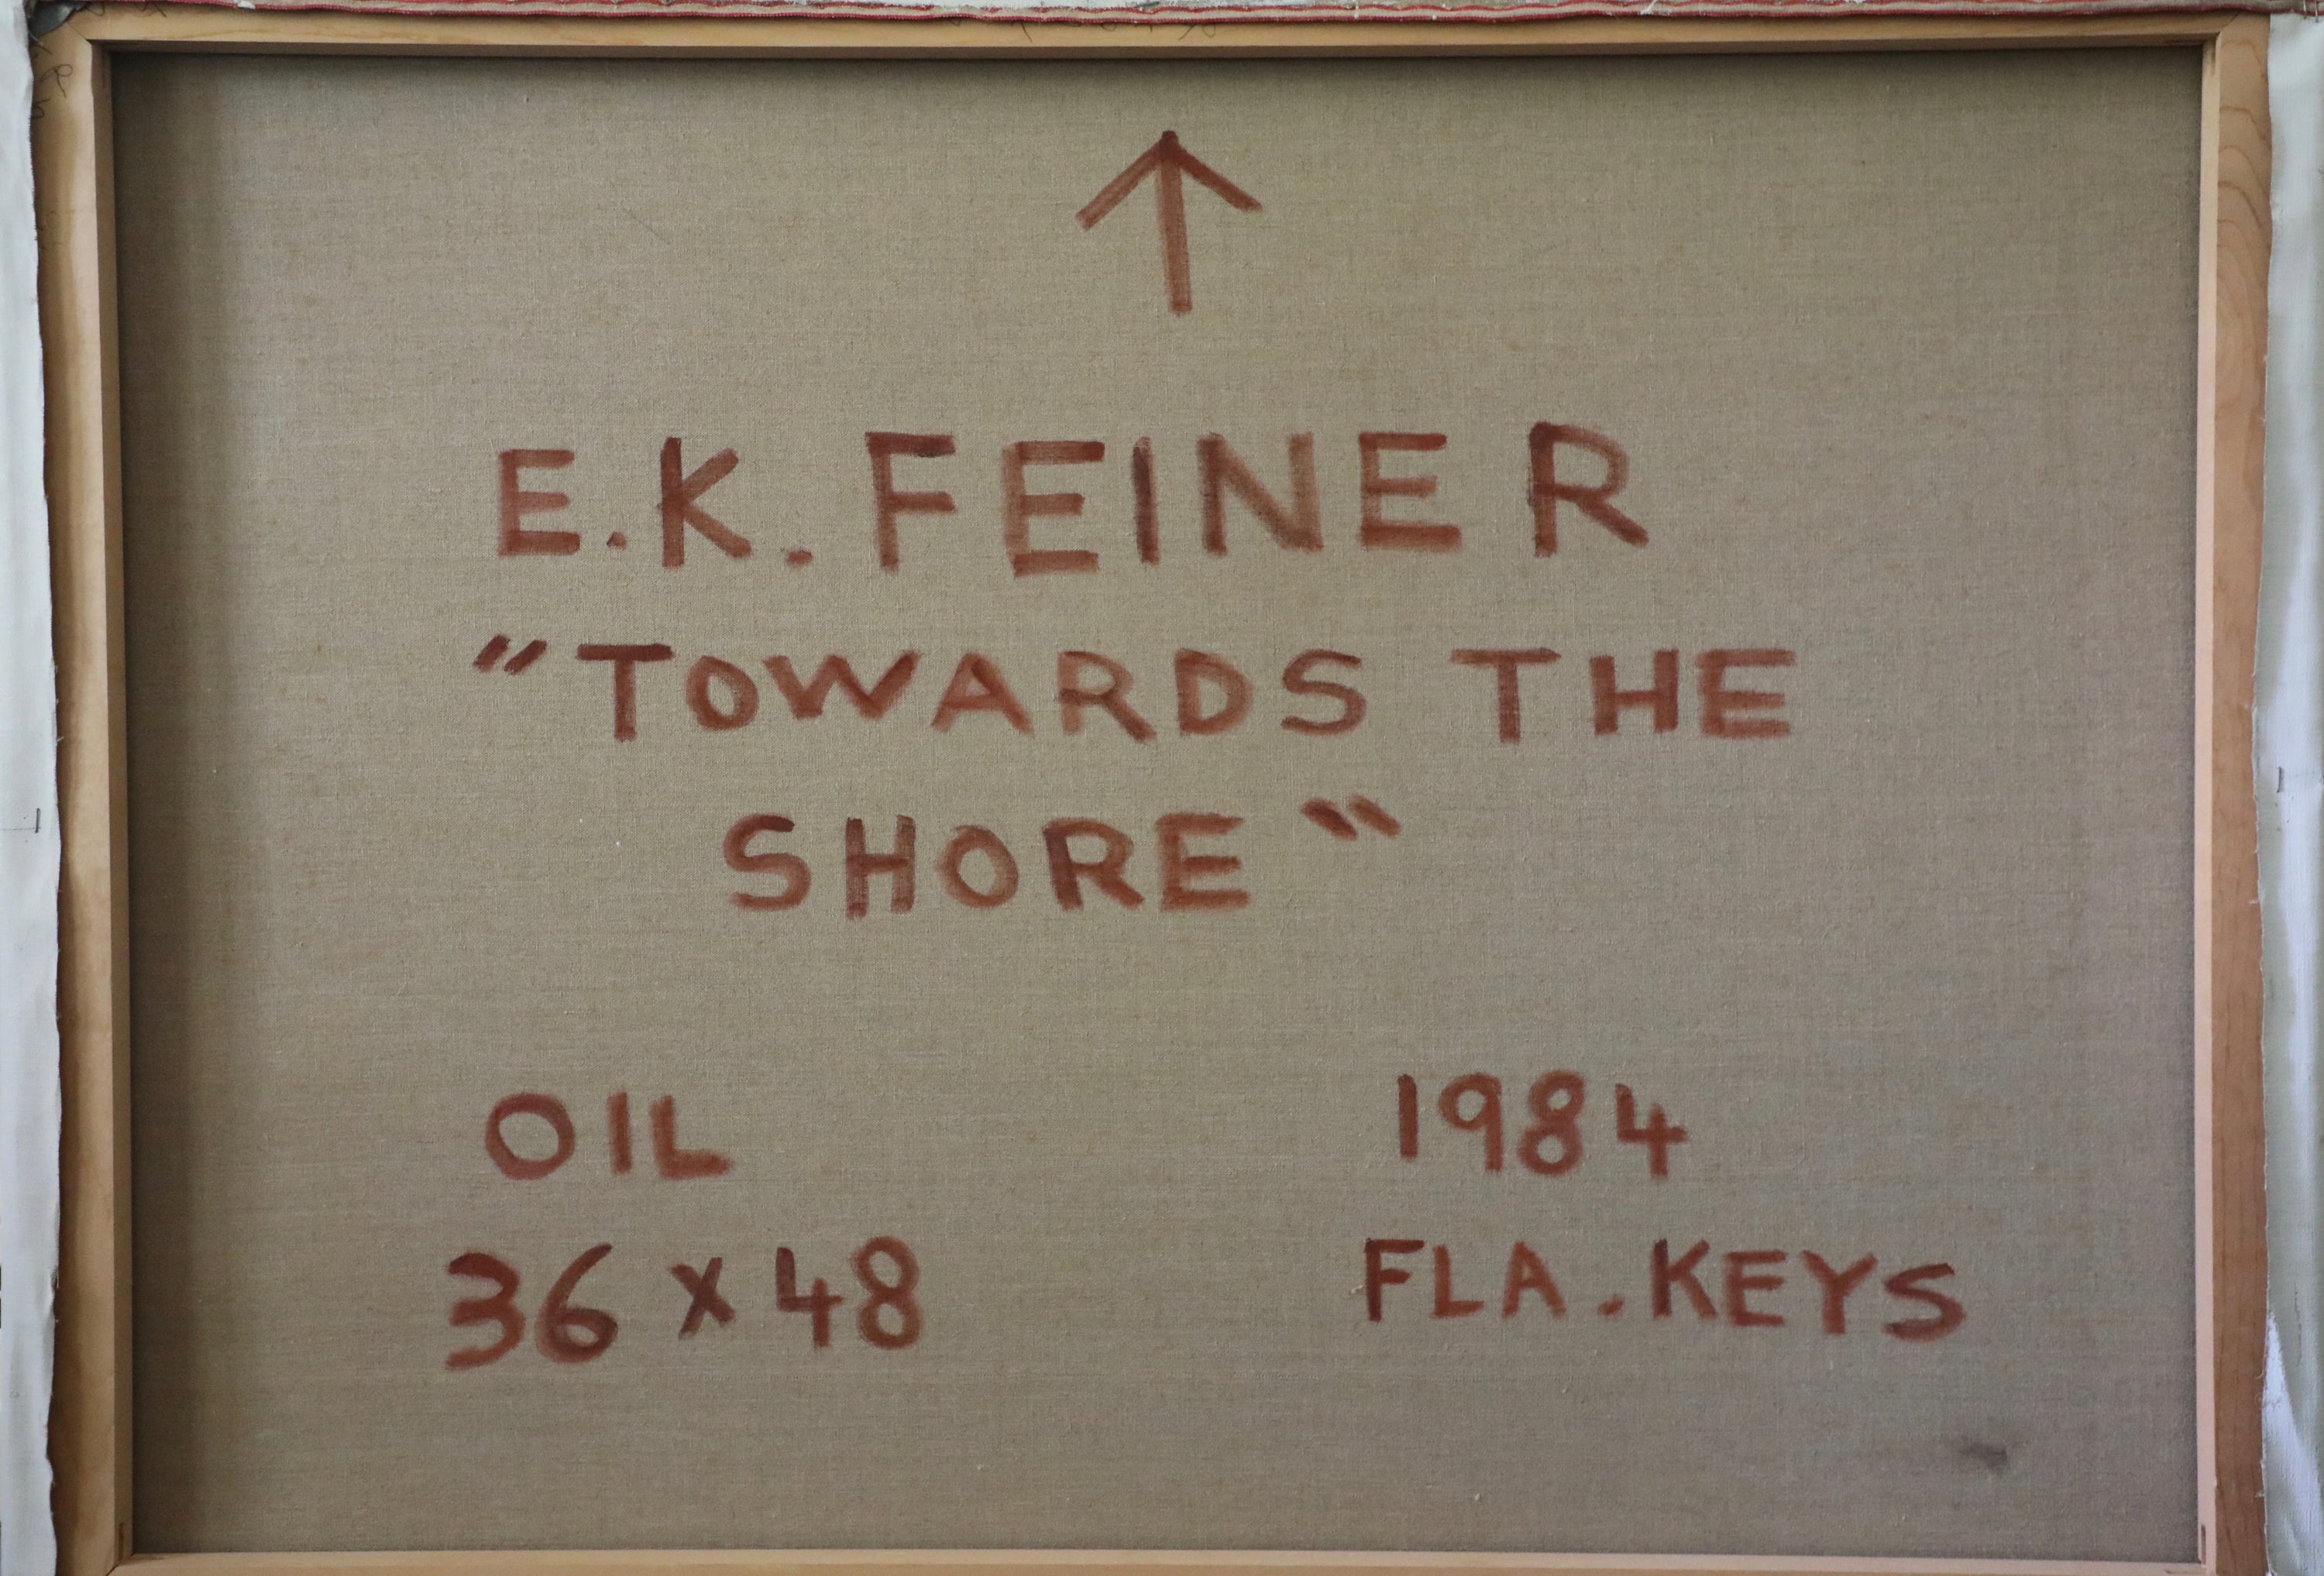 E.K. FEINER
"TOWARDS THE
SHORE"
OIL
1984
36 x 48
FLA. KEYS